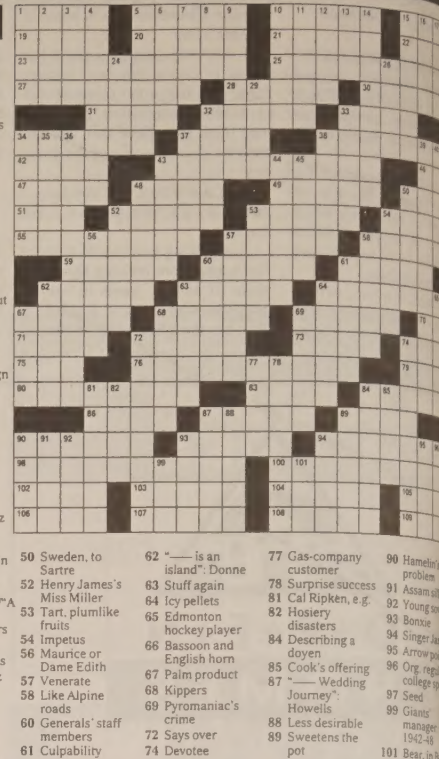 1 2 3 4 5 6 7 8 9 10 11 12 13 14 15 16
19 20 21 22
23 24 25 26
27 28 29 30
31 32 33
34 35 36 37 38 39
42 43 44 45 46
47 48 49 50
51 52 53 54
55 56 57 58
59 60 61
62 63 64
67 68 69 70
71 72 73 74
75 76 77 78 79
80 81 82 83 84 85
86 87 88 89
90 91 92 93 94 95
98 99 100 101
102 103 104 105
106 107 108 109
50 Sweden, to
Sartre
52 Henry James's
Miss Miller
53 Tart, plumlike
fruits
54 Impetus
56 Maurice or
Dame Edith
57 Venerate
58 Like Alpine
roads
60 Generals' staff
members
61 Culpability
62 "— is an
island": Donne
63 Stuff again
64 Icy pellets
65 Edmonton
hockey player
66 Bassoon and
English horn
67 Palm product
68 Kippers
69 Pyromaniac's
crime
72 Says over
74 Devotee
77 Gas-company
customer
78 Surprise success
81 Cal Ripken, e.g.
82 Hosiery
disasters
84 Describing a
doyen
85 Cook's offering
87 "— Wedding
Journey":
Howells
88 Less desirable
89 Sweetens the
pot
90 Hamelin's
problem
91 Assam
92 Young
93 Bonxie
94 Singer
95 Arrow
96 Org.
college
97 Seed
99 Giants'
manager
1942-48
101 Bear, in